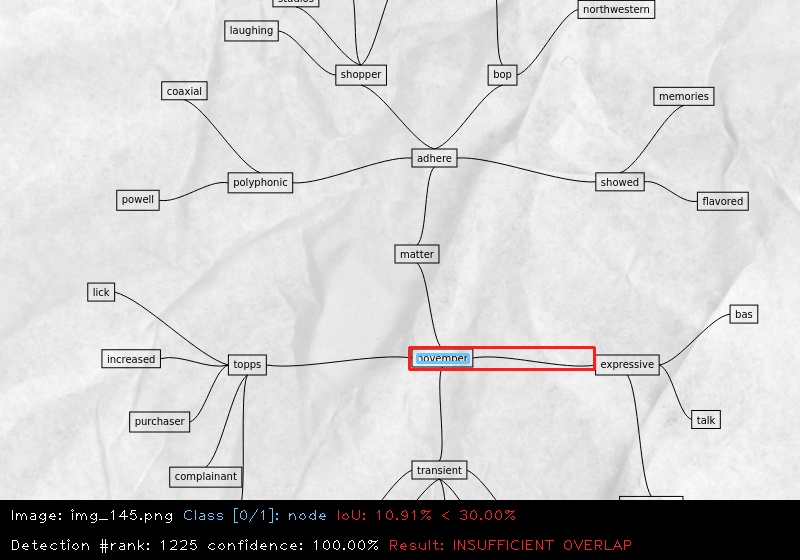 studios
northwestern
laughing
shopper
bop
coaxial
memories
adhere
polyphonic
showed
powell
flavored
matter
lick
bas
november
increased
topps
expressive
purchaser
talk
transient
complainant
Image: img_145.png Class [0/1]: node IoU: 10.91% < 30.00%
Detection #rank: 1225 confidence: 100.00% Result: INSUFFICIENT OVERLAP